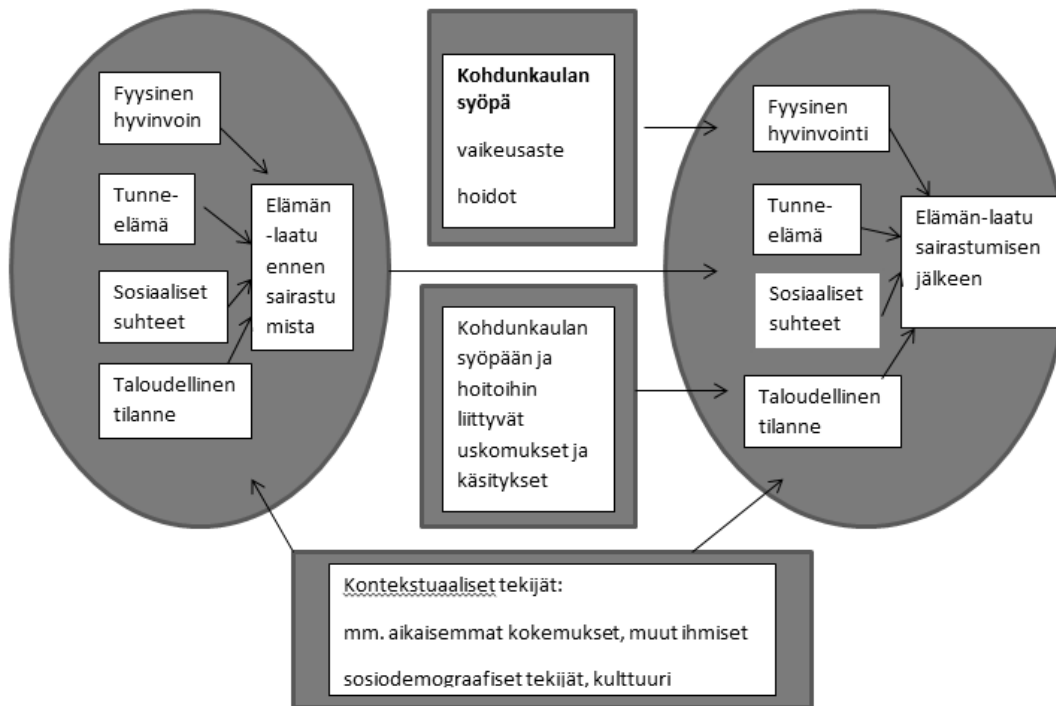 Fyysinen
hyvinvoin
Tunne-
elämä
Sosiaaliset
suhteet
Taloudellinen
tilanne
Elämän
-laatu
ennen
sairastu
mista
Kohdunkaulan
syöpä
vaikeusaste
hoidot
Kohdunkaulan
syöpään ja
hoitoihin
liittyvät
uskomukset ja
käsitykset
Fyysinen
hyvinvointi
Tunne-
elämä
Sosiaaliset
suhteet
Taloudellinen
tilanne
Elämän-laatu
sairastumisen
jälkeen
Kontekstuaaliset tekijät:
mm. aikaisemmat kokemukset, muut ihmiset
sosiodemograafiset tekijät, kulttuuri